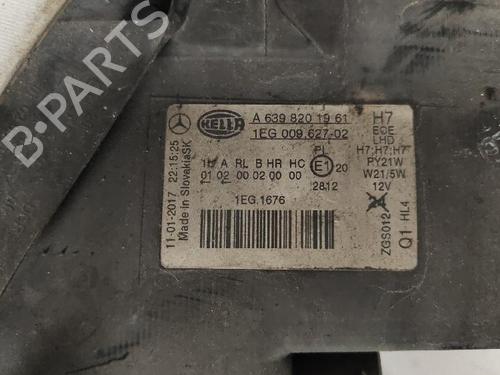 B-PARTS
HELLA
A 639 820 19 61
1EG 009.627-02
H7
ECE
LHD
H7;H7;H7
PY21W
W21/5W
12V
PL
A RL B HR HC
01 02 00 02 00 00
E1
20
2812
1EG.1676
11-01-2017 22:15:25
Made in SlovakiaSK
ZGS012
Q1 HL4